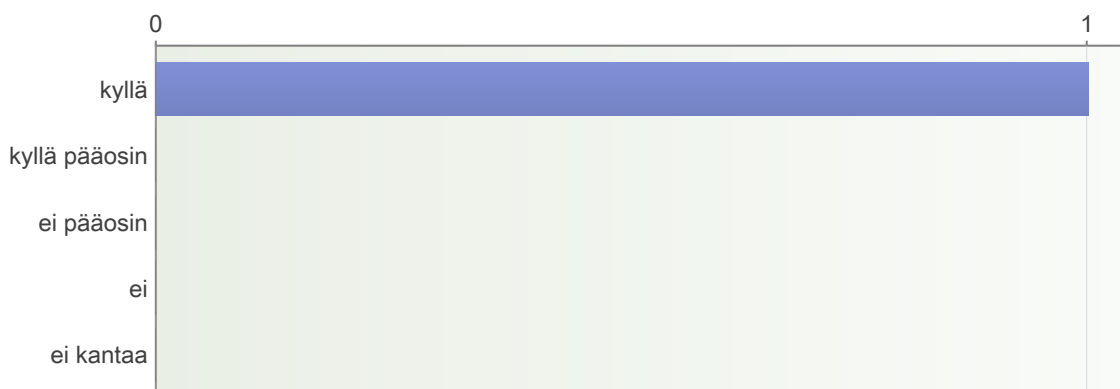 0 1
kyllä
kyllä pääosin
ei pääosin
ei
ei kantaa